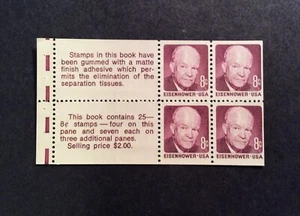 Stamps in this book have
been gummed with a matte
finish adhesive which per-
mits the elimination of the
separation tissues.
8¢
EISENHOWER·USA
8¢
EISENHOWER·USA
This book contains 25—
8¢ stamps—four on this
pane and seven each on
three additional panes.
Selling price $2.00.
8¢
EISENHOWER·USA
8¢
EISENHOWER·USA